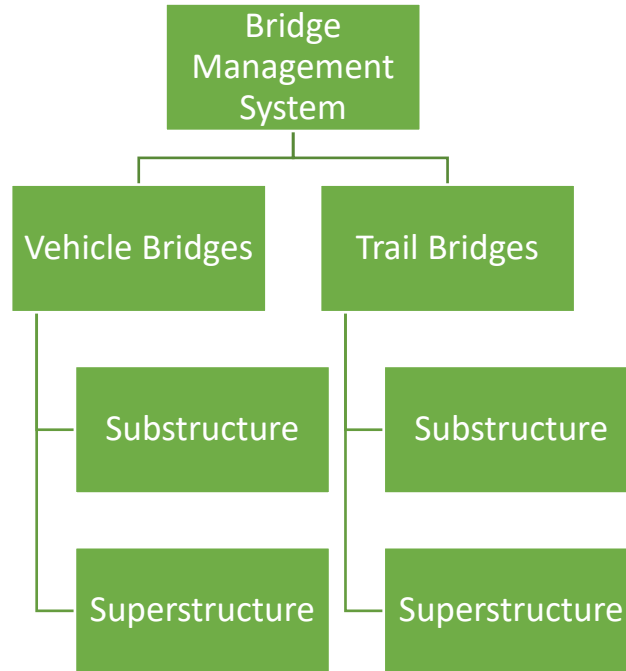 Bridge
Management
System
Vehicle Bridges
Trail Bridges
Substructure
Substructure
Superstructure
Superstructure